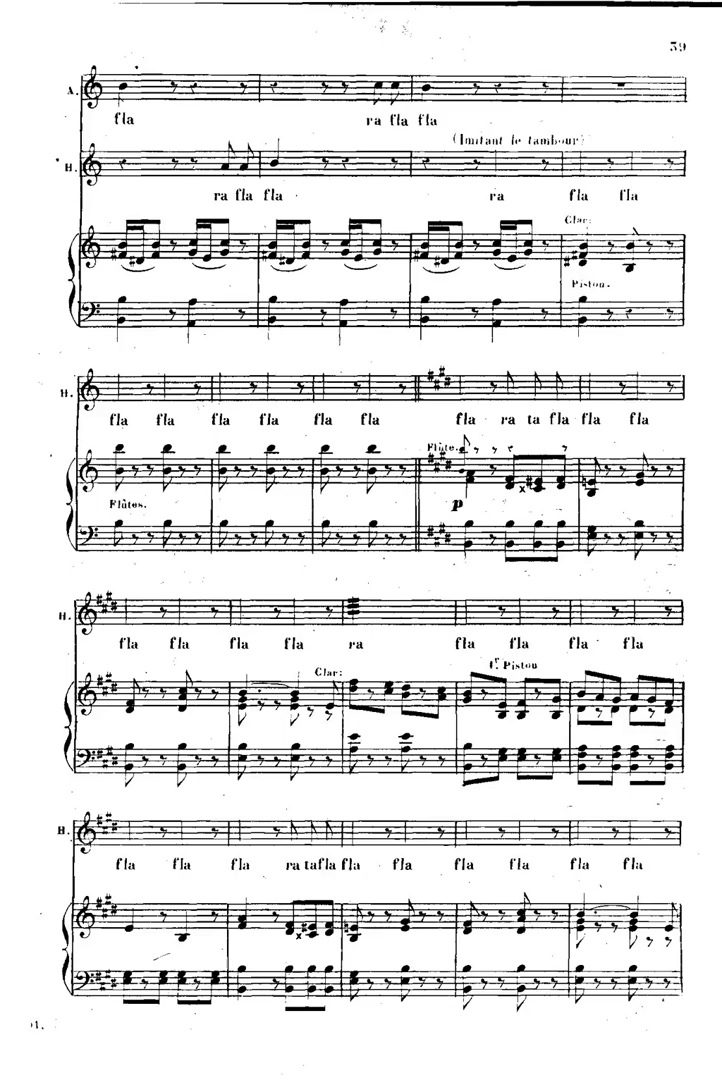 39
A.
fla ra fla fla
(Imitant le tambour)
H.
ra fla fla ra fla fla
Clar:
Piston.
H.
fla fla fla fla fla fla fla ra ta fla fla fla
Flûte.
Flûtes.
p
H.
fla fla fla fla ra fla fla fla fla
Clar:
1r. Piston
H.
fla fla fla ra ta fla fla fla fla fla fla fla